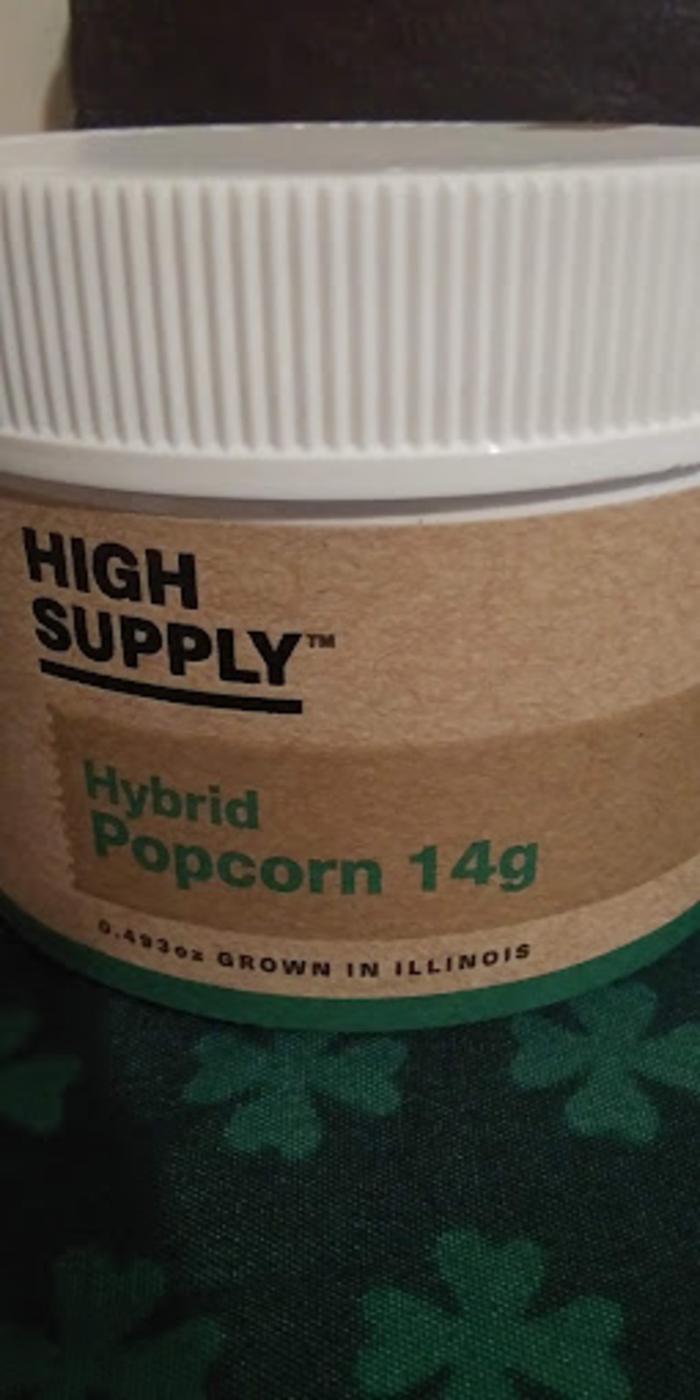 HIGH
SUPPLY™
Hybrid
Popcorn 14g
0.493oz GROWN IN ILLINOIS